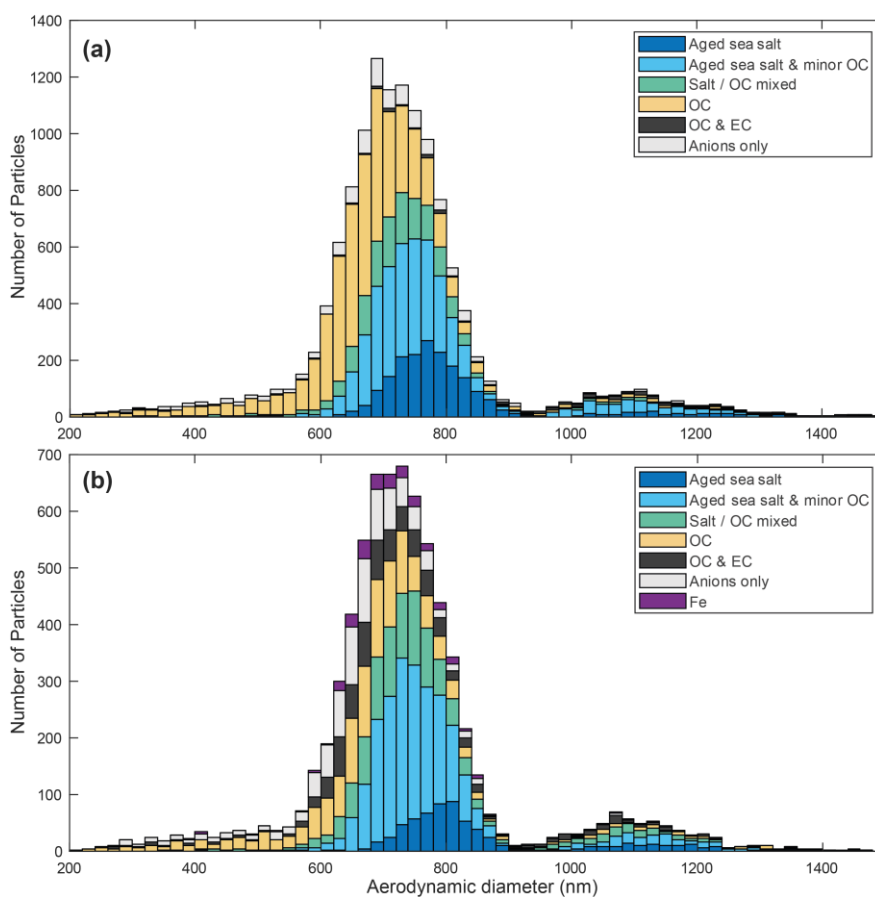 (a)
1400
1200
1000
800
600
400
200
0
Number of Particles
Aged sea salt
Aged sea salt & minor OC
Salt / OC mixed
OC
OC & EC
Anions only
200 400 600 800 1000 1200 1400
(b)
700
600
500
400
300
200
100
0
Number of Particles
Aged sea salt
Aged sea salt & minor OC
Salt / OC mixed
OC
OC & EC
Anions only
Fe
200 400 600 800 1000 1200 1400
Aerodynamic diameter (nm)